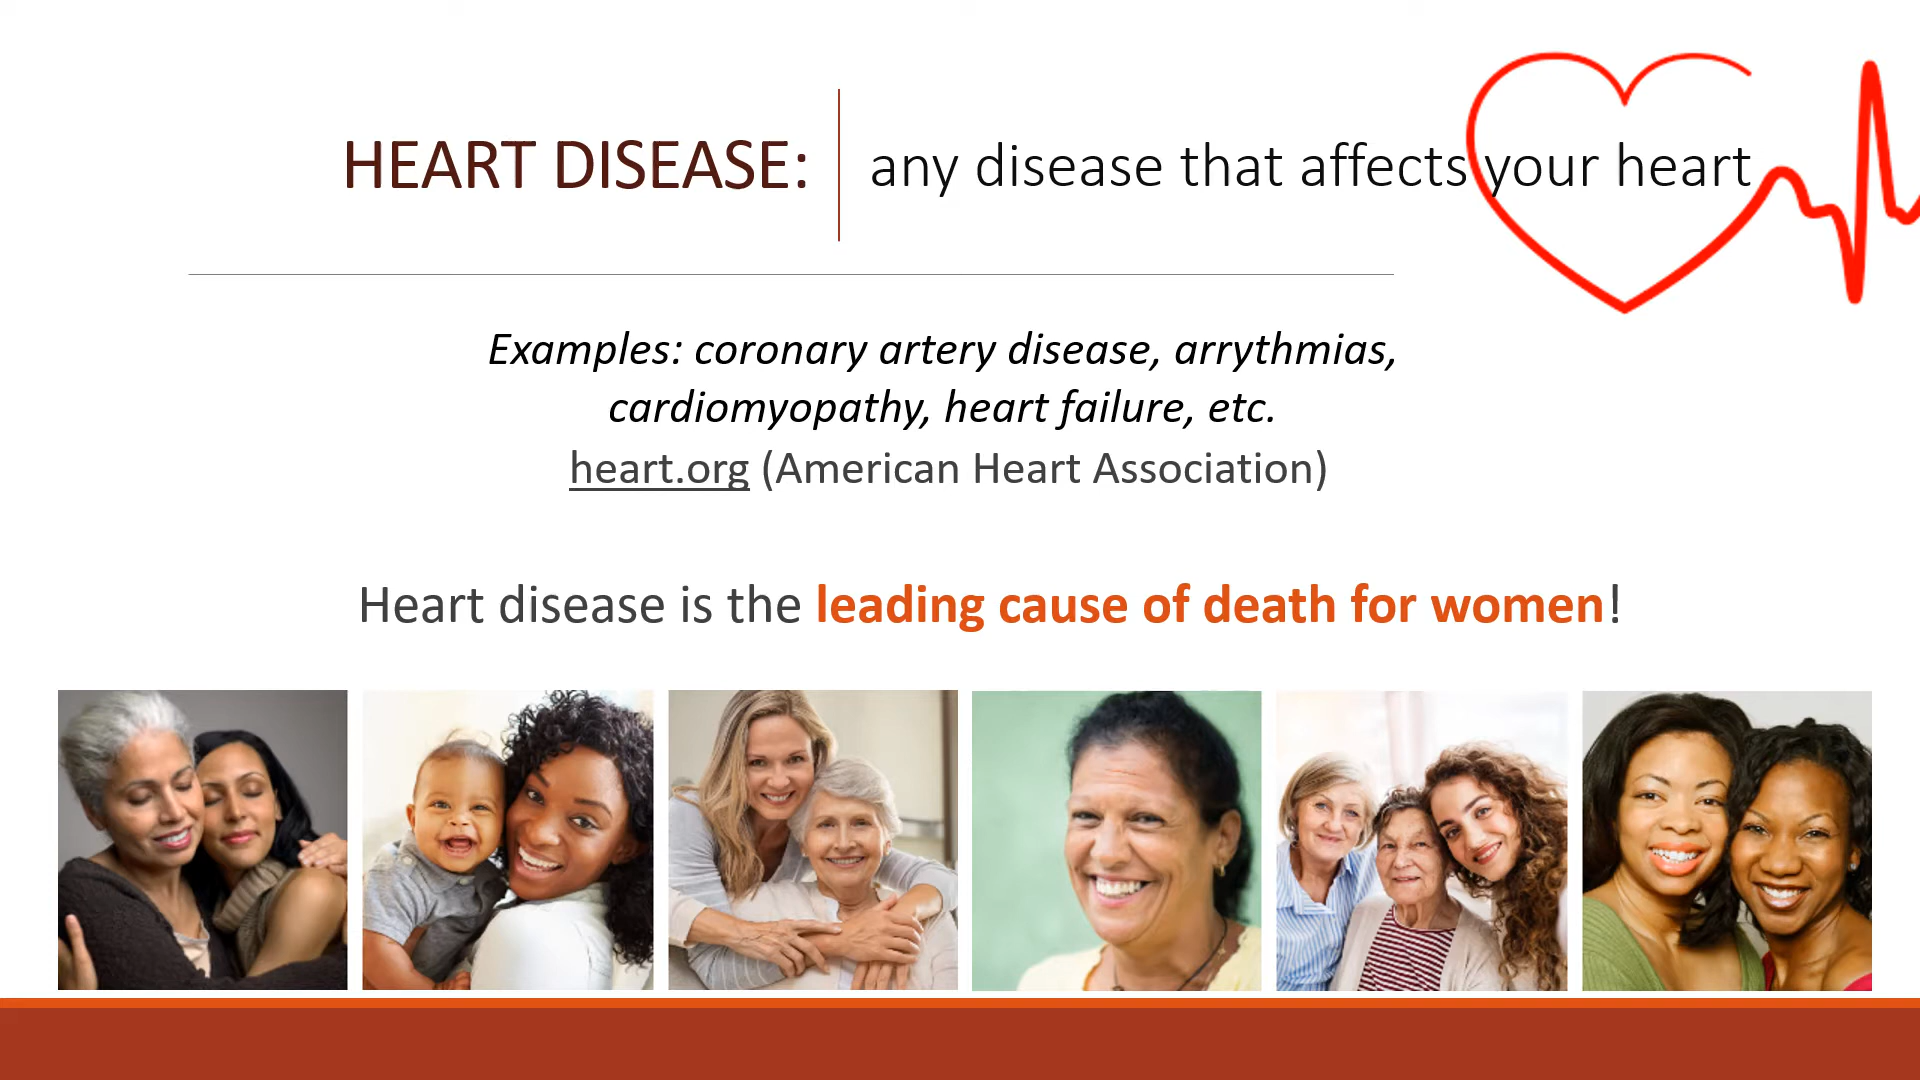 HEART DISEASE:
any disease that affects your heart
Examples: coronary artery disease, arrythmias,
cardiomyopathy, heart failure, etc.
heart.org (American Heart Association)
Heart disease is the leading cause of death for women!